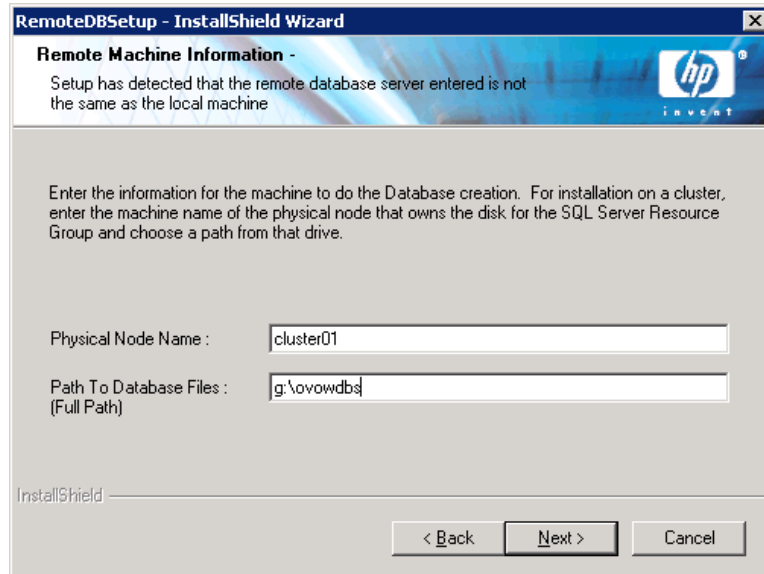 RemoteDBSetup - InstallShield Wizard
Remote Machine Information -
Setup has detected that the remote database server entered is not
the same as the local machine
hp
®
invent
Enter the information for the machine to do the Database creation.  For installation on a cluster,
enter the machine name of the physical node that owns the disk for the SQL Server Resource
Group and choose a path from that drive.
Physical Node Name :
cluster01
Path To Database Files :
g:\ovowdbs
(Full Path)
InstallShield
< Back
Next >
Cancel